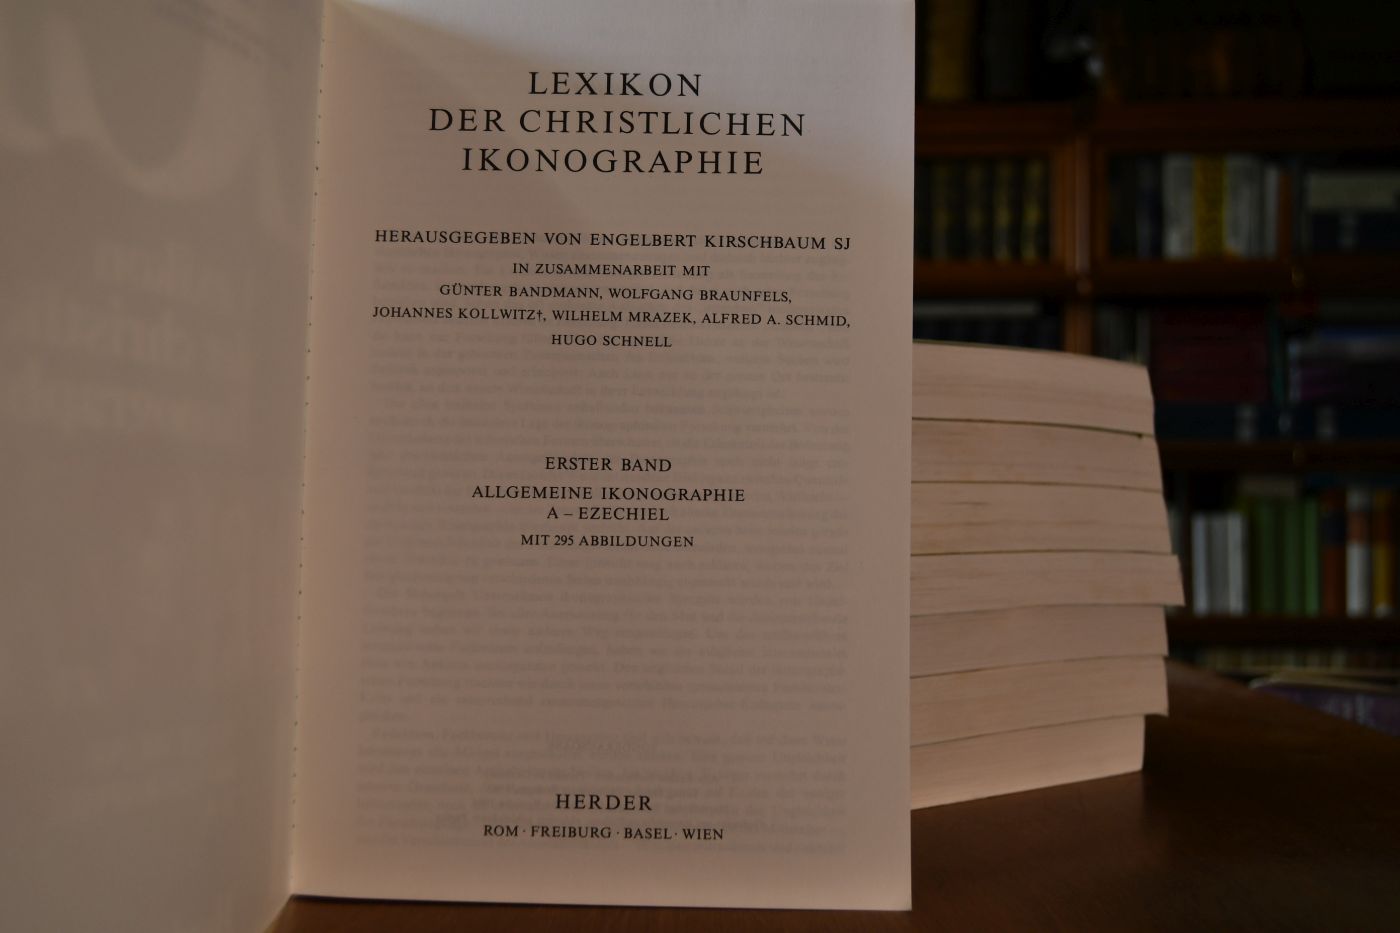 LEXIKON
DER CHRISTLICHEN
IKONOGRAPHIE
HERAUSGEGEBEN VON ENGELBERT KIRSCHBAUM SJ
IN ZUSAMMENARBEIT MIT
GÜNTER BANDMANN, WOLFGANG BRAUNFELS,
JOHANNES KOLLWITZ†, WILHELM MRAZEK, ALFRED A. SCHMID,
HUGO SCHNELL
ERSTER BAND
ALLGEMEINE IKONOGRAPHIE
A – EZECHIEL
MIT 295 ABBILDUNGEN
HERDER
ROM · FREIBURG · BASEL · WIEN